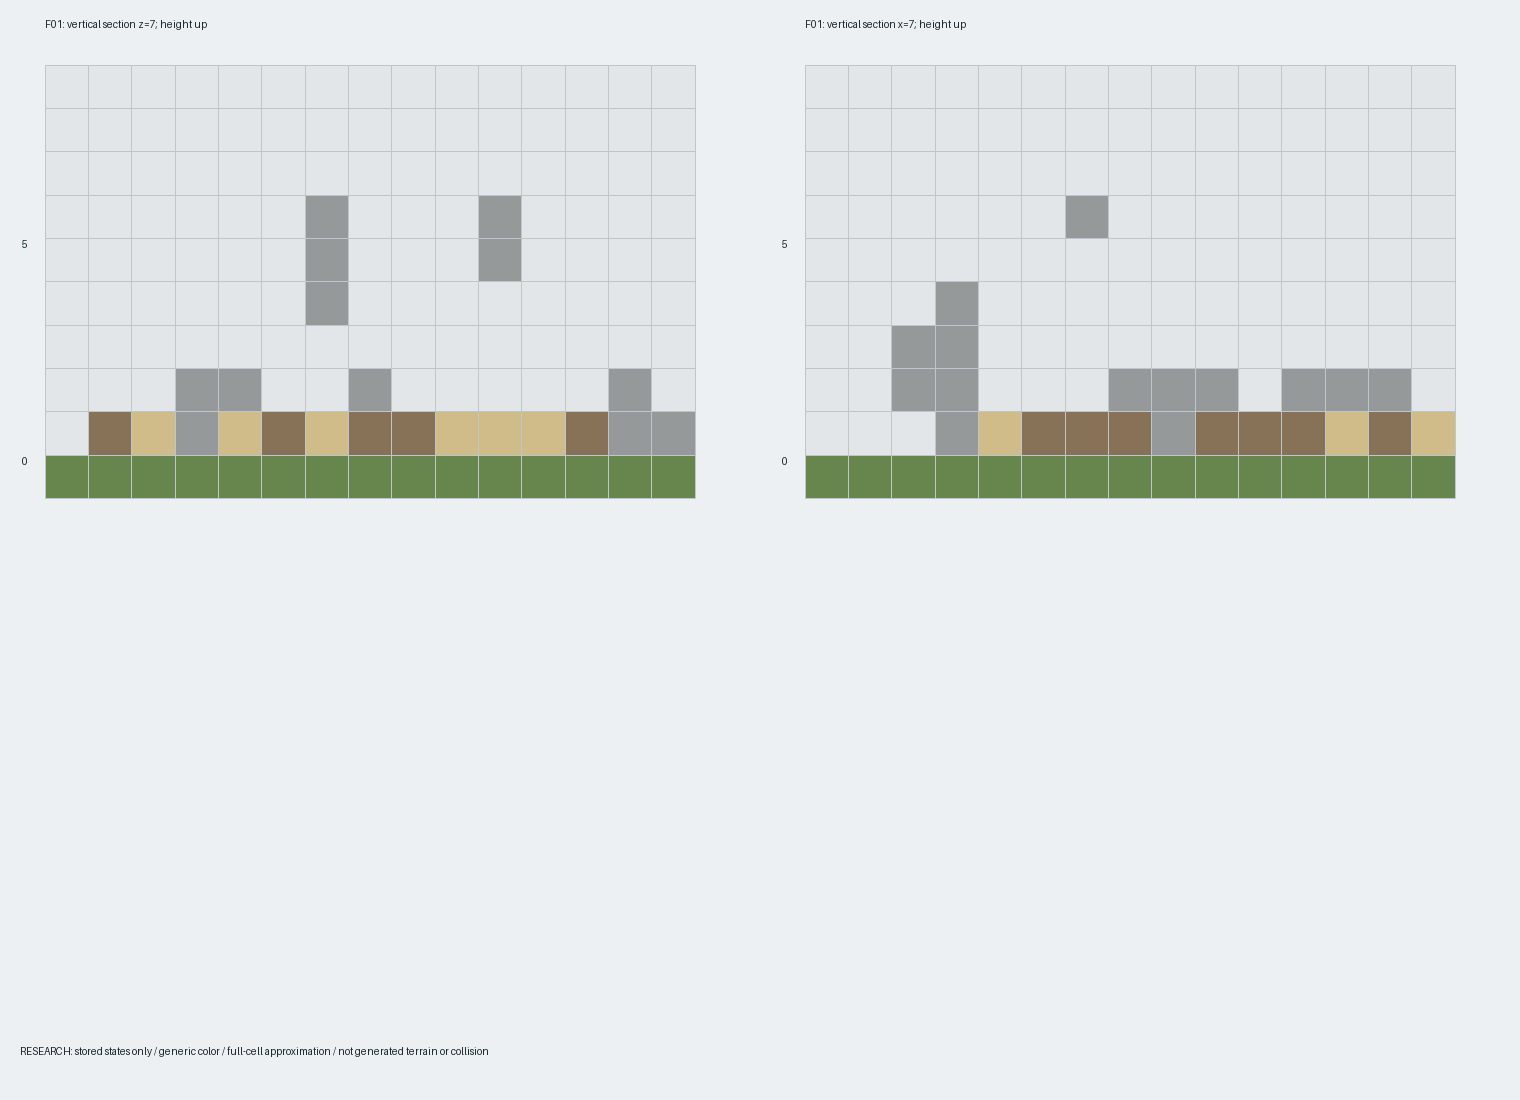 F01: vertical section z=7; height up
F01: vertical section x=7; height up
5
5
0
0
RESEARCH: stored states only / generic color / full-cell approximation / not generated terrain or collision